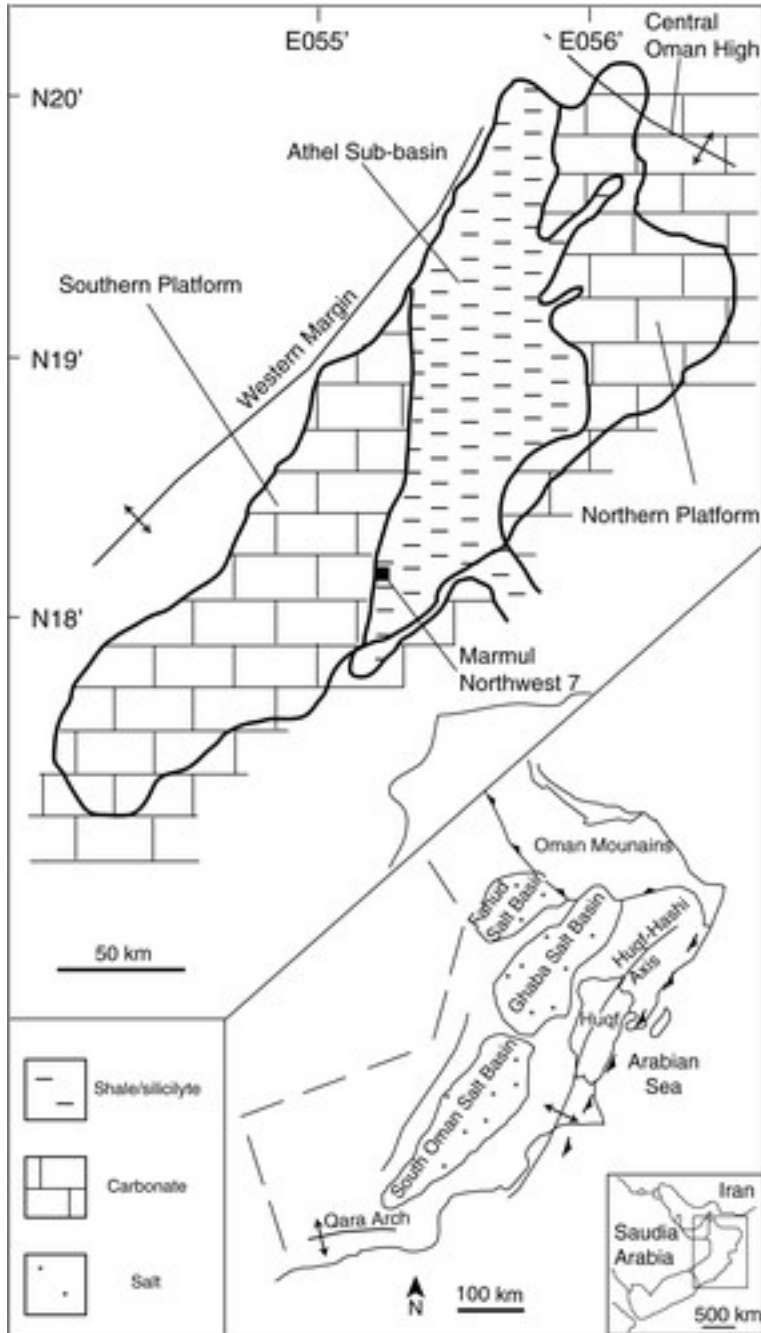 E055'
E056'
Central
Oman High
N20'
Athel Sub-basin
Southern Platform
Western Margin
N19'
Northern Platform
N18'
Marmul
Northwest 7
Oman Mounains
Fahud
Salt Basin
Ghaba Salt Basin
Huqf-Hashi
Axis
Huqf
Arabian
Sea
South Oman Salt Basin
Qara Arch
N
100 km
50 km
Shale/silicilyte
Carbonate
Salt
Iran
Saudia
Arabia
500 km